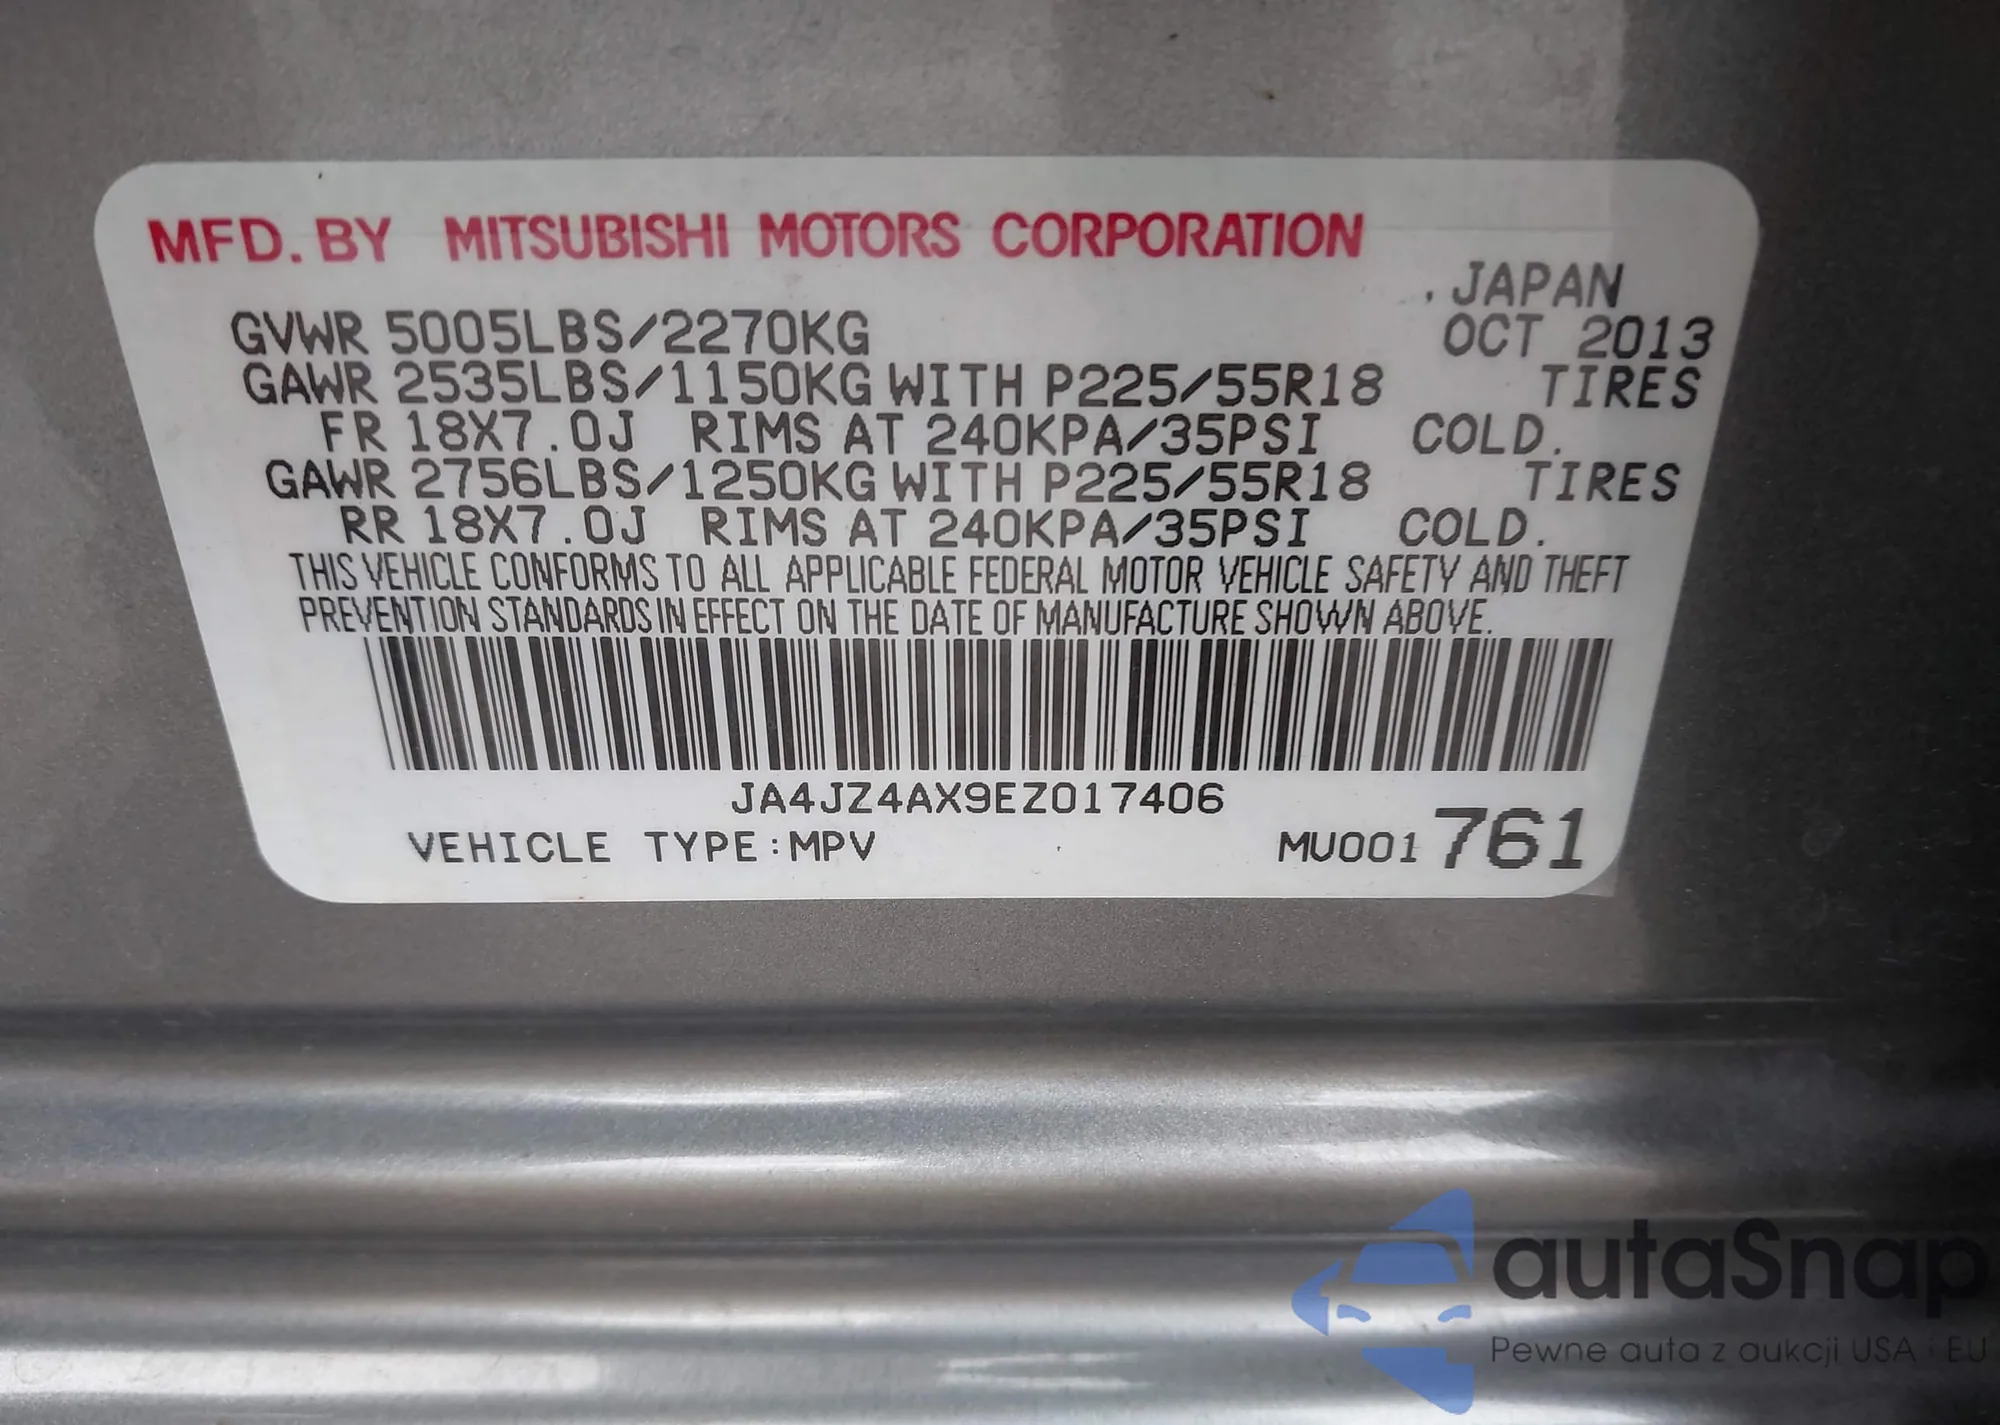 MFD. BY MITSUBISHI MOTORS CORPORATION
JAPAN
GVWR 5005LBS/2270KG OCT 2013
GAWR 2535LBS/1150KG WITH P225/55R18 TIRES
FR 18X7.0J RIMS AT 240KPA/35PSI COLD.
GAWR 2756LBS/1250KG WITH P225/55R18 TIRES
RR 18X7.0J RIMS AT 240KPA/35PSI COLD.
THIS VEHICLE CONFORMS TO ALL APPLICABLE FEDERAL MOTOR VEHICLE SAFETY AND THEFT
PREVENTION STANDARDS IN EFFECT ON THE DATE OF MANUFACTURE SHOWN ABOVE.
JA4JZ4AX9EZ017406
VEHICLE TYPE:MPV MU001 761
autaSnap
Pewne auta z aukcji USA i EU